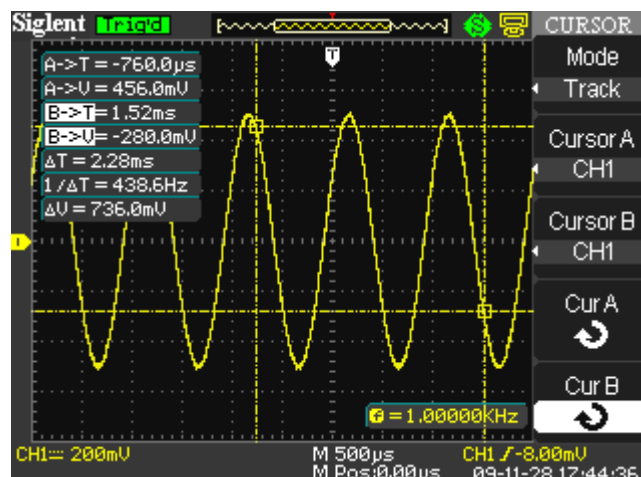 Siglent Trig'd S CURSOR
T
A->T=-760.0µs
A->V=456.0mV
B->T=1.52ms
B->V=-280.0mV
ΔT=2.28ms
1/ΔT=438.6Hz
ΔV=736.0mV
1
Mode
Track
Cursor A
CH1
Cursor B
CH1
Cur A
Cur B
F=1.00000KHz
CH1 200mV M 500µs CH1 -8.00mV
M Pos:0.00µs 09-11-28 17:44:36